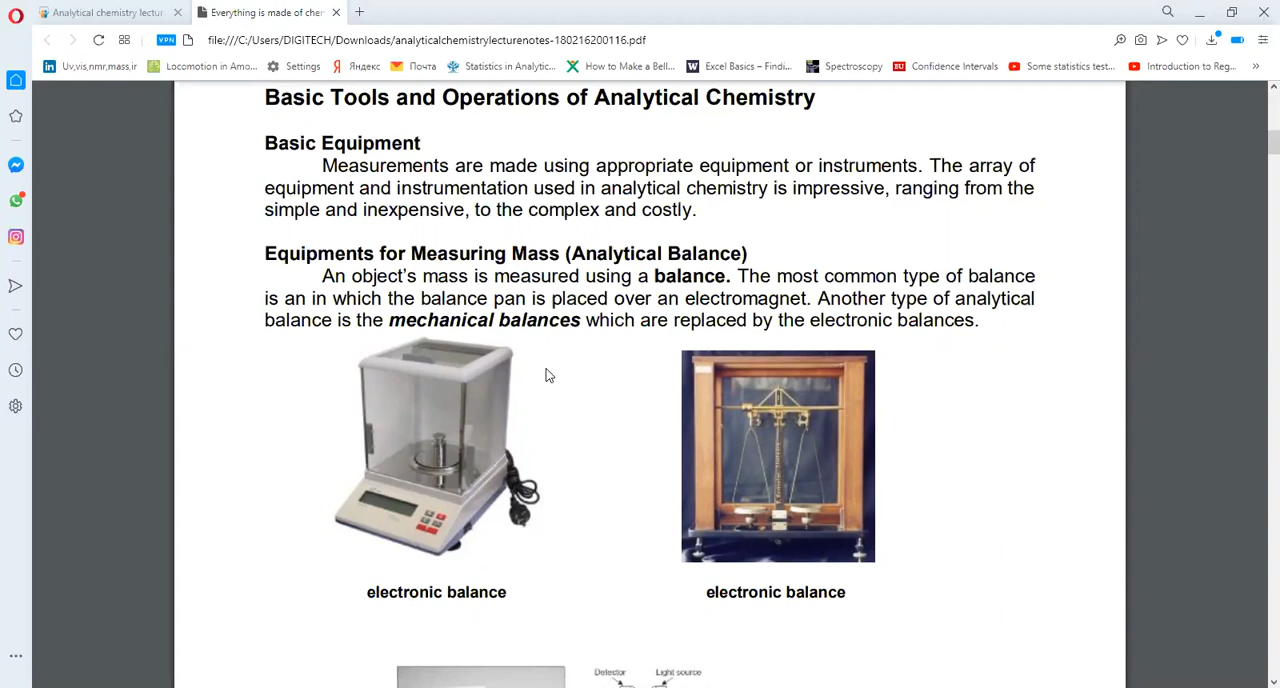 Analytical chemistry lectur
Everything is made of cher
VPN
file:///C:/Users/DIGITECH/Downloads/analyticalchemistrylecturenotes-180216200116.pdf
Uv,vis,nmr,mass,ir
Locomotion in Amo...
Settings
Яндекс
Почта
Statistics in Analytic...
How to Make a Bell...
Excel Basics – Findi...
Spectroscopy
Confidence Intervals
Some statistics test...
Introduction to Reg...
Basic Tools and Operations of Analytical Chemistry
Basic Equipment
Measurements are made using appropriate equipment or instruments. The array of
equipment and instrumentation used in analytical chemistry is impressive, ranging from the
simple and inexpensive, to the complex and costly.
Equipments for Measuring Mass (Analytical Balance)
An object's mass is measured using a balance. The most common type of balance
is an in which the balance pan is placed over an electromagnet. Another type of analytical
balance is the mechanical balances which are replaced by the electronic balances.
electronic balance
electronic balance
Detector
Light source